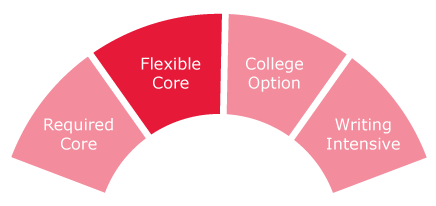 Required
Core
Flexible
Core
College
Option
Writing
Intensive